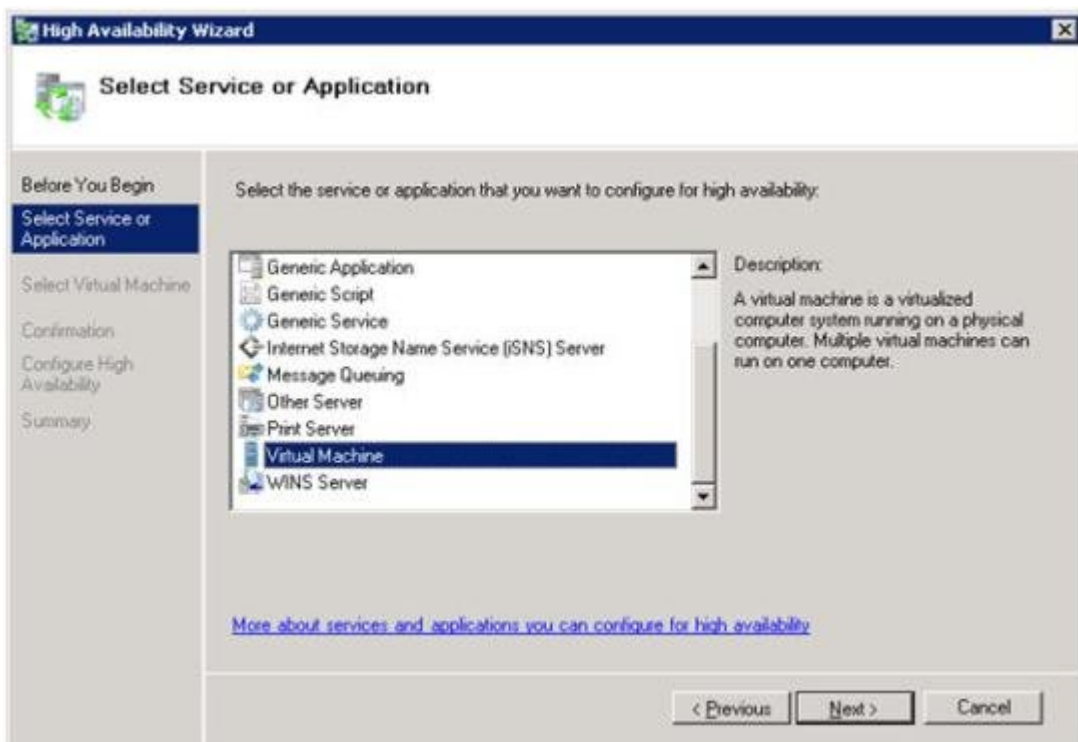 High Availability Wizard
Select Service or Application
Before You Begin
Select Service or
Application
Select Virtual Machine
Confirmation
Configure High
Availability
Summary
Select the service or application that you want to configure for high availability:
Generic Application
Generic Script
Generic Service
Internet Storage Name Service (iSNS) Server
Message Queuing
Other Server
Print Server
Virtual Machine
WINS Server
Description:
A virtual machine is a virtualized
computer system running on a physical
computer. Multiple virtual machines can
run on one computer.
More about services and applications you can configure for high availability
< Previous
Next >
Cancel